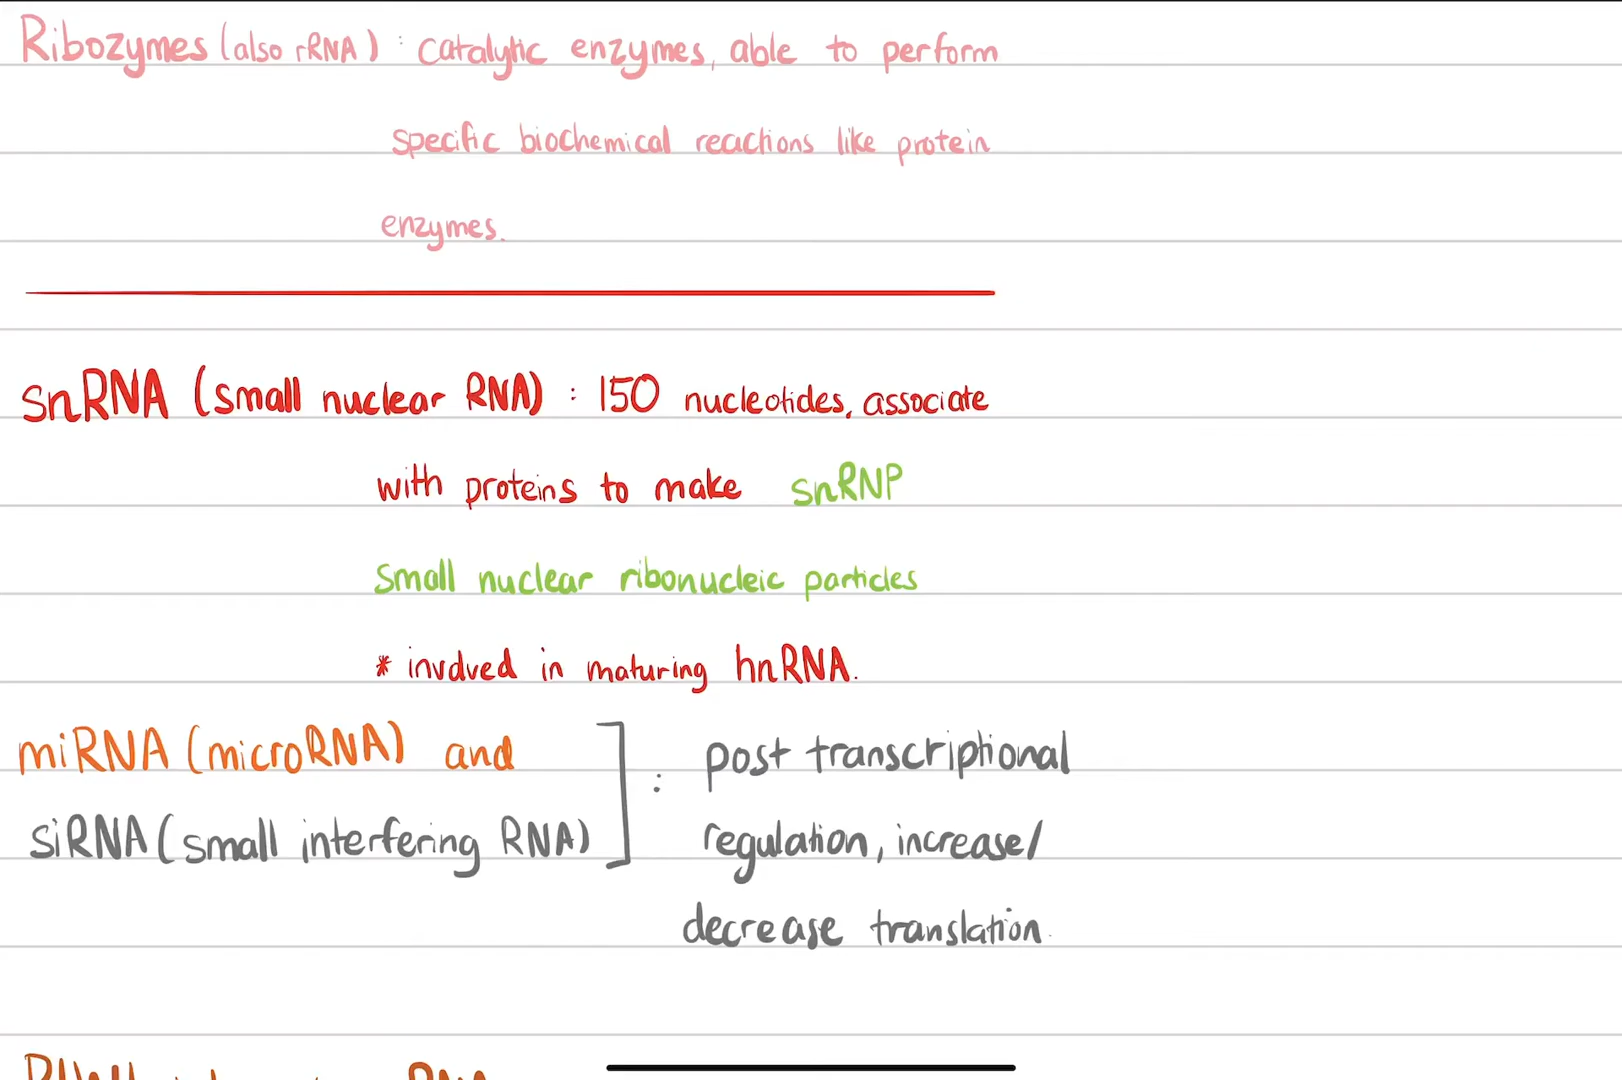 Ribozymes (also rRNA) : catalytic enzymes, able to perform
specific biochemical reactions like protein
enzymes.
snRNA (small nuclear RNA) : 150 nucleotides, associate
with proteins to make snRNP
small nuclear ribonucleic particles
* involved in maturing hnRNA.
miRNA (microRNA) and
siRNA (small interfering RNA) ] : post transcriptional
regulation, increase/
decrease translation.